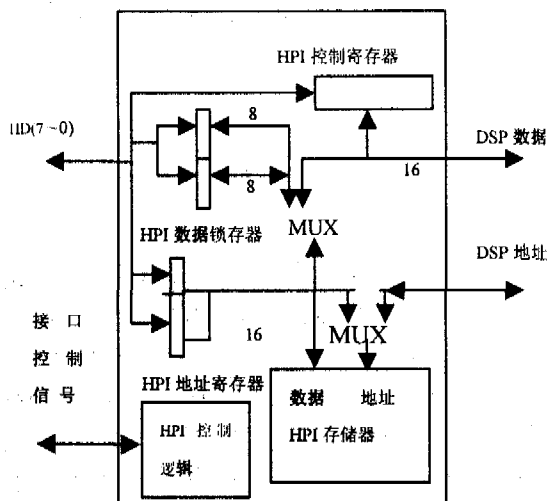 HPI 控制寄存器
HD(7~0)
8
DSP 数据
16
8
MUX
HPI 数据锁存器
DSP 地址
接 口
控 制
信 号
16
MUX
HPI 地址寄存器
数据 地址
HPI 存储器
HPI 控制
逻辑